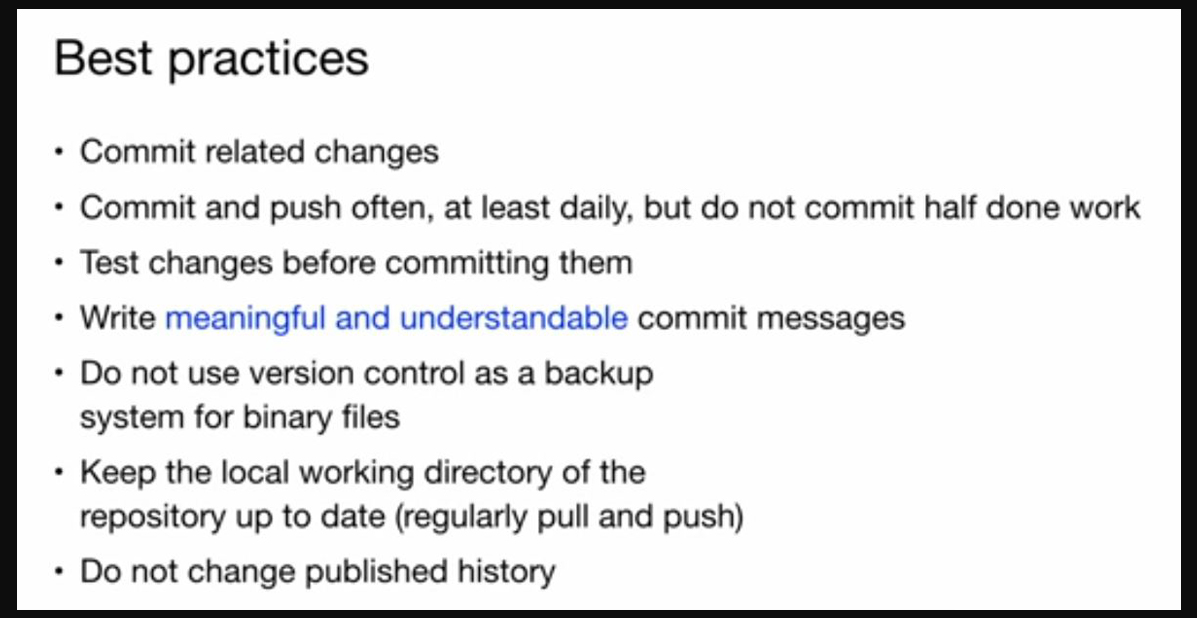 Best practices
• Commit related changes
• Commit and push often, at least daily, but do not commit half done work
• Test changes before committing them
• Write meaningful and understandable commit messages
• Do not use version control as a backup
system for binary files
• Keep the local working directory of the
repository up to date (regularly pull and push)
• Do not change published history